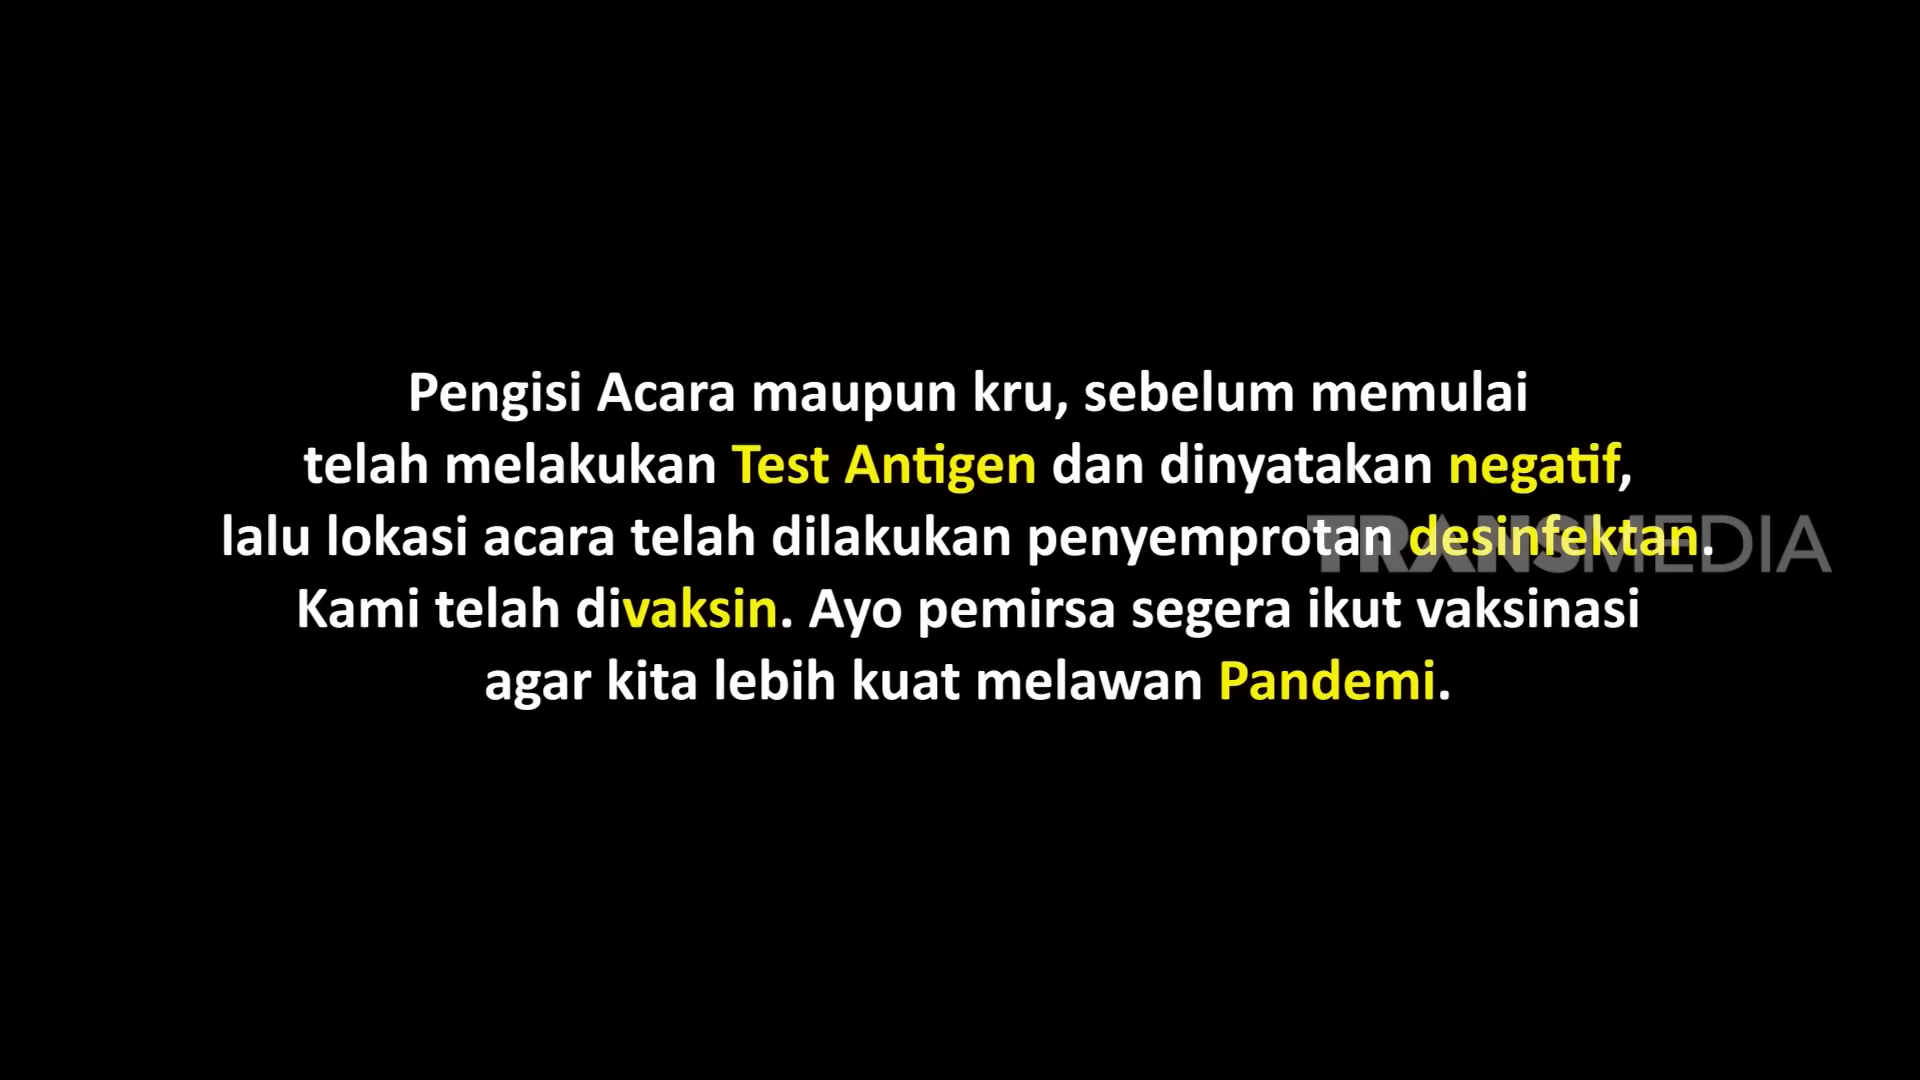 Pengisi Acara maupun kru, sebelum memulai
telah melakukan Test Antigen dan dinyatakan negatif,
lalu lokasi acara telah dilakukan penyemprotan desinfektan.
TRANSMEDIA
Kami telah divaksin. Ayo pemirsa segera ikut vaksinasi
agar kita lebih kuat melawan Pandemi.